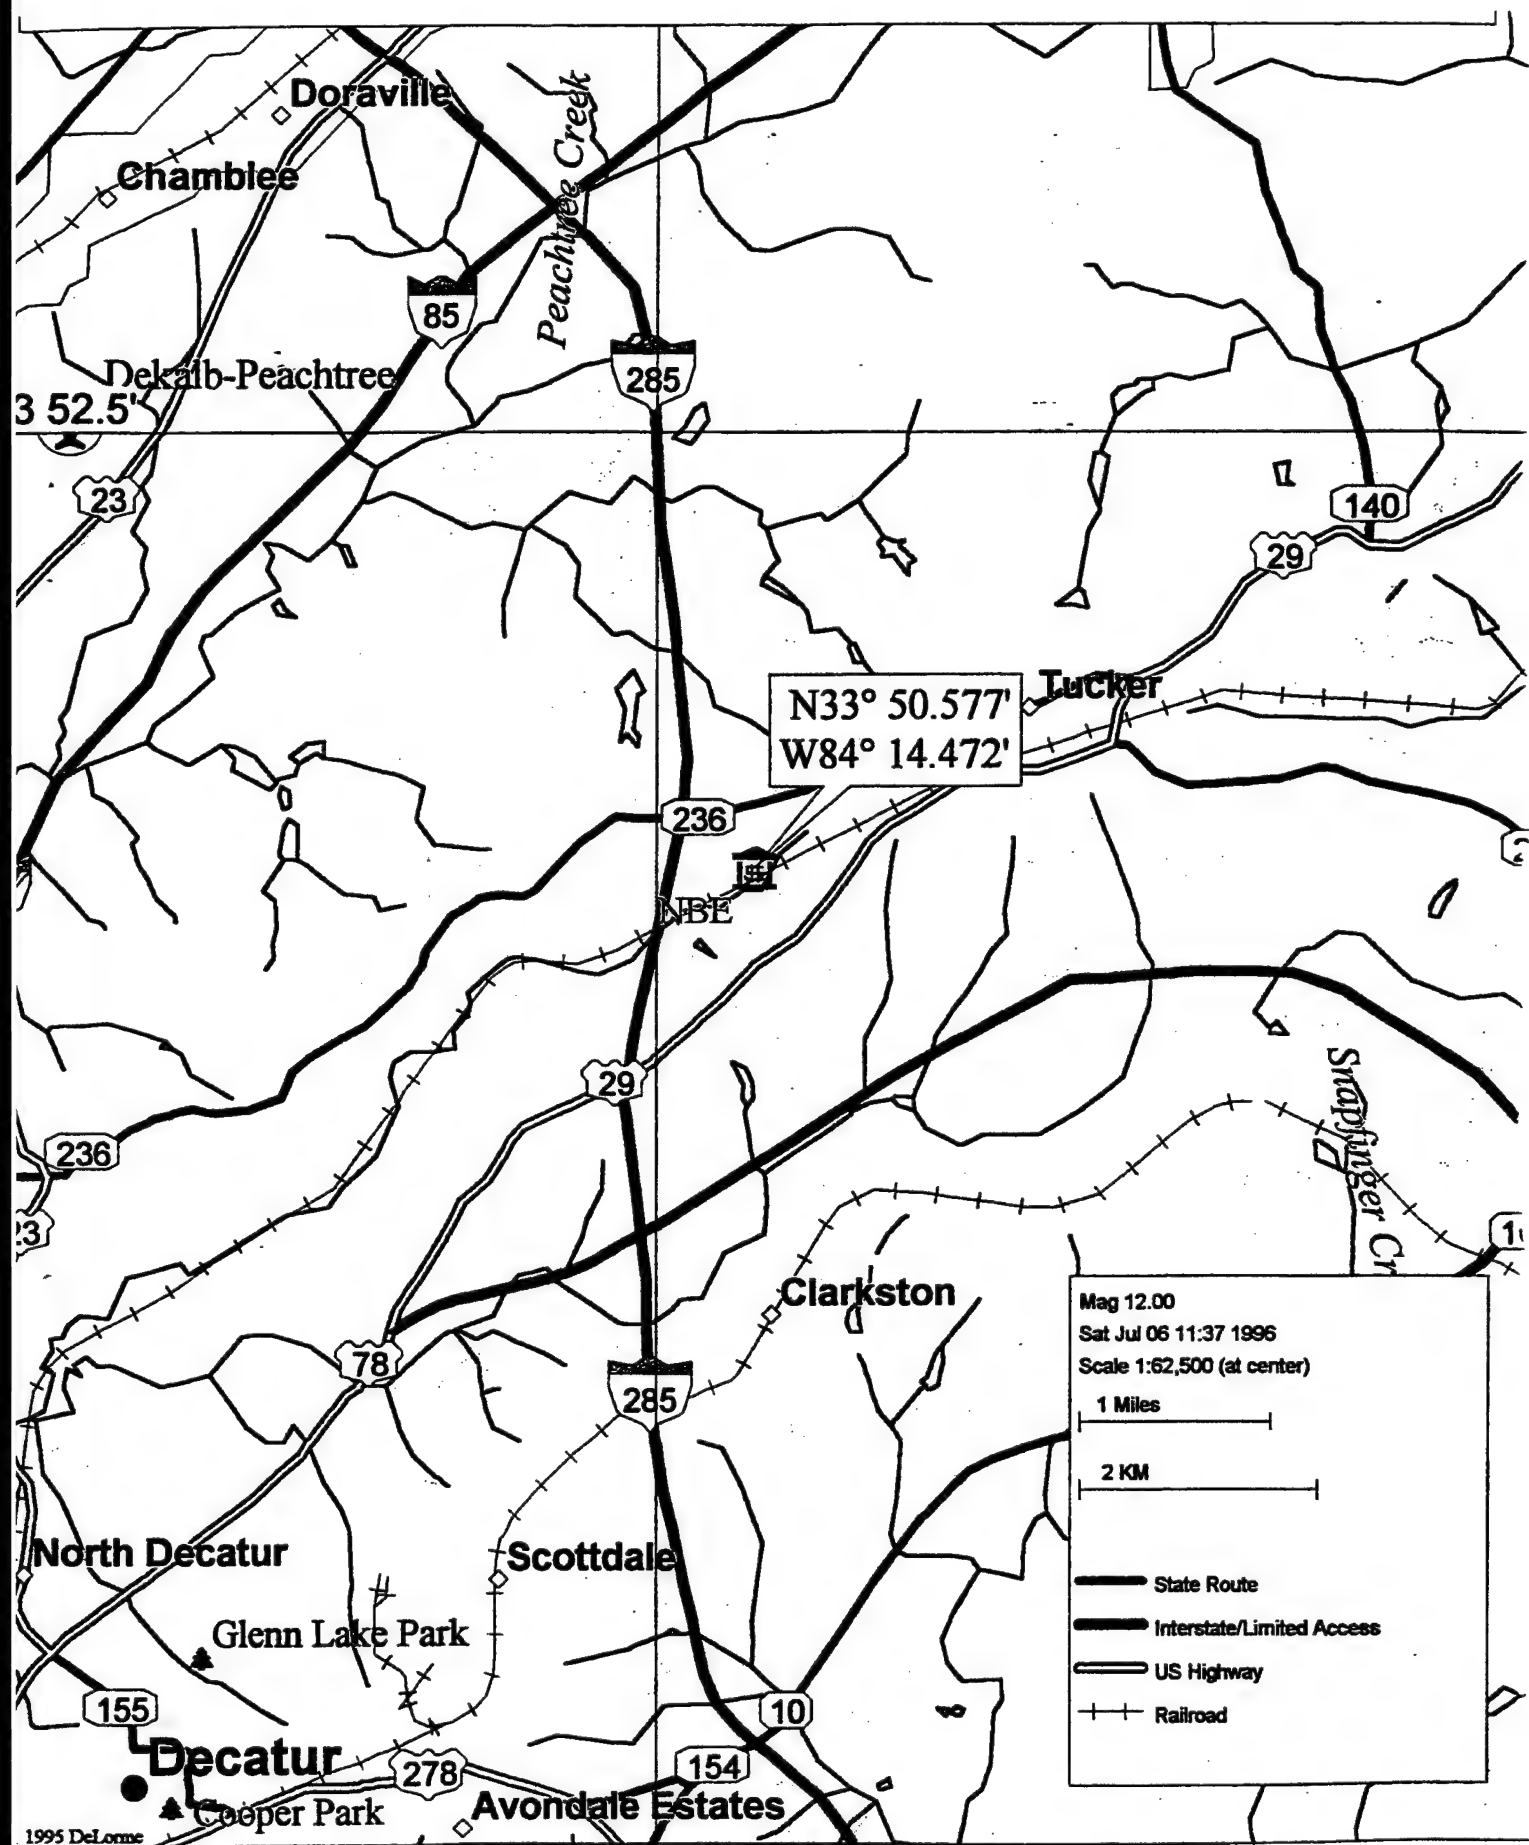 Doraville
Peachtree Creek
Chamblee
85
285
Dekalb-Peachtree
3 52.5'
23
140
29
Tucker
N33° 50.577'
W84° 14.472'
236
NBE
29
Snapfinger Cr
236
23
Clarkston
78
285
Mag 12.00
Sat Jul 06 11:37 1996
Scale 1:62,500 (at center)
1 Miles
2 KM
State Route
Interstate/Limited Access
US Highway
Railroad
North Decatur
Scottdale
Glenn Lake Park
155
10
Decatur
278
154
Cooper Park
Avondale Estates
1995 DeLorme